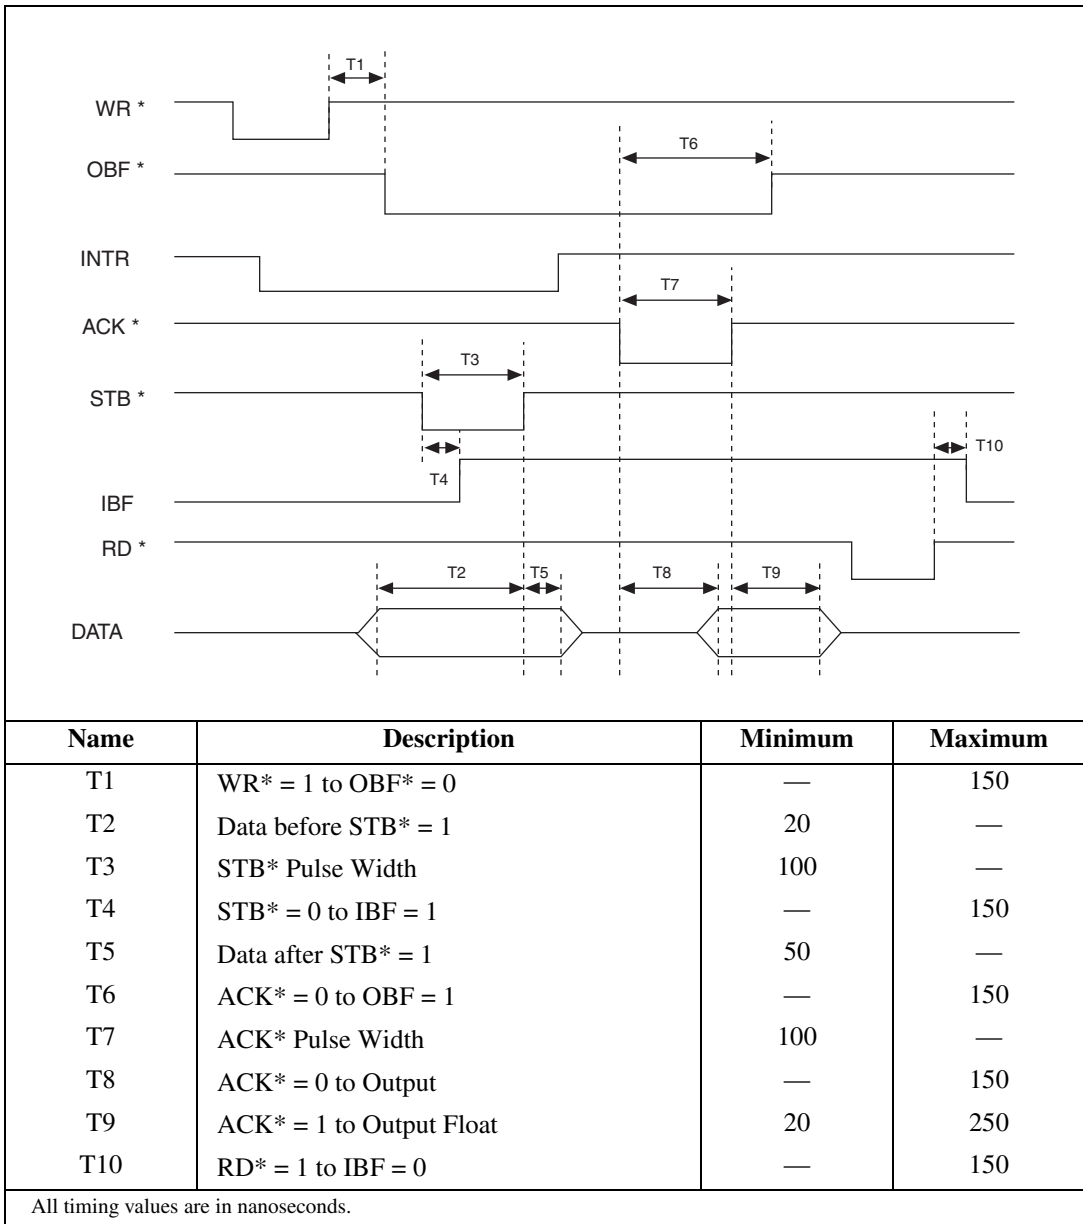 T1
WR *
T6
OBF *
INTR
T7
ACK *
T3
STB *
T10
T4
IBF
RD *
T2 T5 T8 T9
DATA
Name Description Minimum Maximum
T1 WR* = 1 to OBF* = 0 — 150
T2 Data before STB* = 1 20 —
T3 STB* Pulse Width 100 —
T4 STB* = 0 to IBF = 1 — 150
T5 Data after STB* = 1 50 —
T6 ACK* = 0 to OBF = 1 — 150
T7 ACK* Pulse Width 100 —
T8 ACK* = 0 to Output — 150
T9 ACK* = 1 to Output Float 20 250
T10 RD* = 1 to IBF = 0 — 150
All timing values are in nanoseconds.